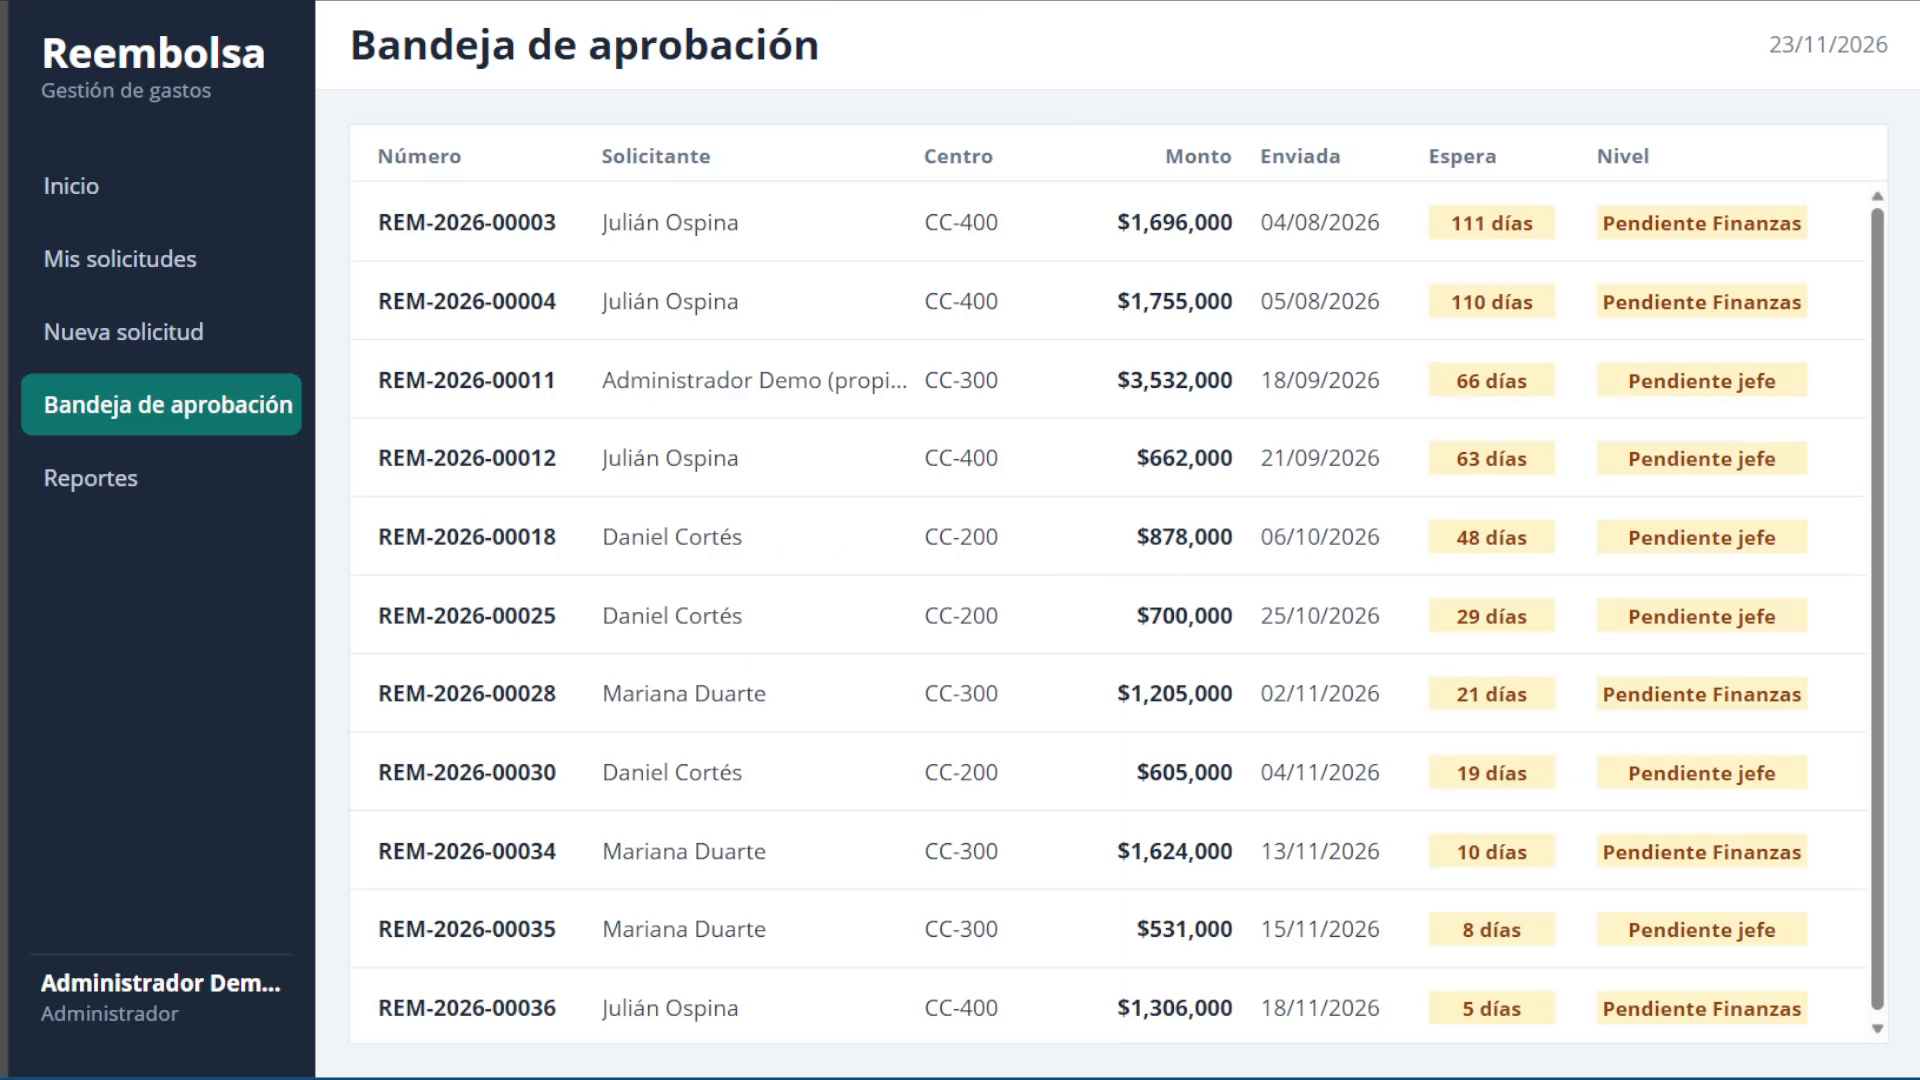 Reembolsa
Gestión de gastos
Inicio
Mis solicitudes
Nueva solicitud
Bandeja de aprobación
Reportes
Administrador Dem...
Administrador
Bandeja de aprobación
23/11/2026
Número Solicitante Centro Monto Enviada Espera Nivel
REM-2026-00003 Julián Ospina CC-400 $1,696,000 04/08/2026 111 días Pendiente Finanzas
REM-2026-00004 Julián Ospina CC-400 $1,755,000 05/08/2026 110 días Pendiente Finanzas
REM-2026-00011 Administrador Demo (propi... CC-300 $3,532,000 18/09/2026 66 días Pendiente jefe
REM-2026-00012 Julián Ospina CC-400 $662,000 21/09/2026 63 días Pendiente jefe
REM-2026-00018 Daniel Cortés CC-200 $878,000 06/10/2026 48 días Pendiente jefe
REM-2026-00025 Daniel Cortés CC-200 $700,000 25/10/2026 29 días Pendiente jefe
REM-2026-00028 Mariana Duarte CC-300 $1,205,000 02/11/2026 21 días Pendiente Finanzas
REM-2026-00030 Daniel Cortés CC-200 $605,000 04/11/2026 19 días Pendiente jefe
REM-2026-00034 Mariana Duarte CC-300 $1,624,000 13/11/2026 10 días Pendiente Finanzas
REM-2026-00035 Mariana Duarte CC-300 $531,000 15/11/2026 8 días Pendiente jefe
REM-2026-00036 Julián Ospina CC-400 $1,306,000 18/11/2026 5 días Pendiente Finanzas